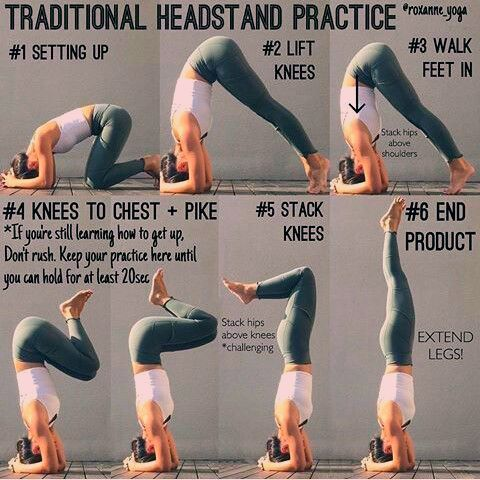 TRADITIONAL HEADSTAND PRACTICE @roxanne_yoga
#1 SETTING UP
#2 LIFT
KNEES
#3 WALK
FEET IN
Stack hips
above
shoulders
#4 KNEES TO CHEST + PIKE
*If you're still learning how to get up,
Don't rush. Keep your practice here until
you can hold for at least 20sec
#5 STACK
KNEES
Stack hips
above knees
*challenging
#6 END
PRODUCT
EXTEND
LEGS!